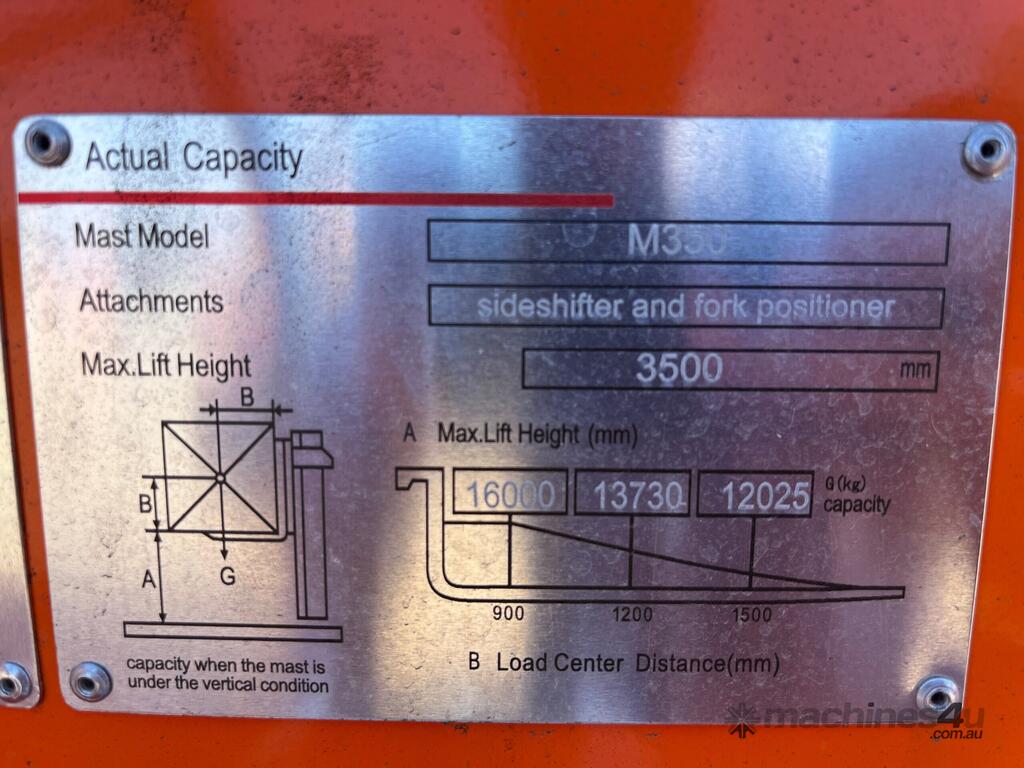 Actual Capacity
Mast Model M350
Attachments sideshifter and fork positioner
Max.Lift Height 3500 mm
B
A Max.Lift Height (mm)
16000 13730 12025 G(kg) capacity
B
A
G
900 1200 1500
B Load Center Distance(mm)
capacity when the mast is
under the vertical condition
machines4u
.com.au